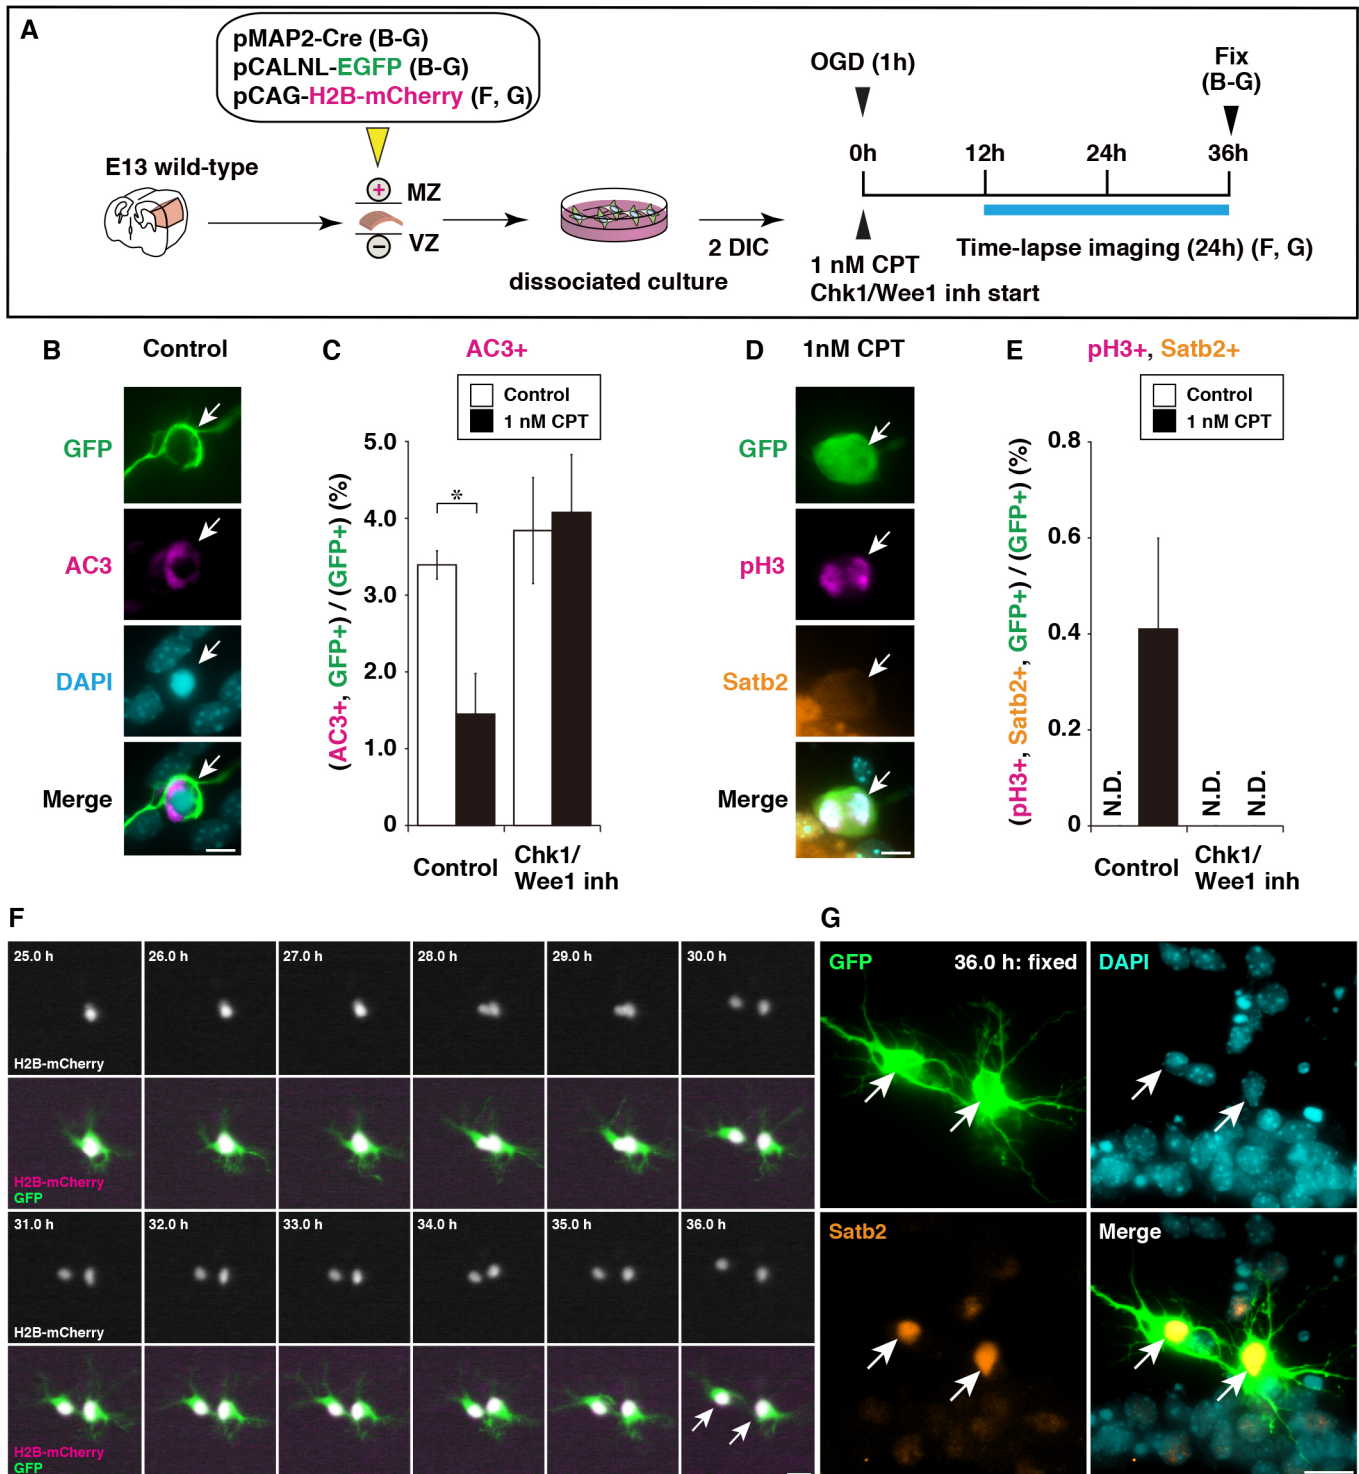 A
pMAP2-Cre (B-G)
pCALNL-EGFP (B-G)
pCAG-H2B-mCherry (F, G)
E13 wild-type
+
MZ
−
VZ
dissociated culture
2 DIC
OGD (1h)
Fix
(B-G)
0h 12h 24h 36h
Time-lapse imaging (24h) (F, G)
1 nM CPT
Chk1/Wee1 inh start
B
Control
GFP
AC3
DAPI
Merge
C
AC3+
Control
1 nM CPT
(AC3+, GFP+) / (GFP+) (%)
5.0
4.0
3.0
2.0
1.0
0
*
Control
Chk1/
Wee1 inh
D
1nM CPT
GFP
pH3
Satb2
Merge
E
pH3+, Satb2+
Control
1 nM CPT
(pH3+, Satb2+, GFP+) / (GFP+) (%)
0.8
0.6
0.4
0.2
0
N.D.
N.D.
N.D.
Control
Chk1/
Wee1 inh
F
25.0 h 26.0 h 27.0 h 28.0 h 29.0 h 30.0 h
H2B-mCherry
H2B-mCherry
GFP
31.0 h 32.0 h 33.0 h 34.0 h 35.0 h 36.0 h
H2B-mCherry
H2B-mCherry
GFP
G
GFP
36.0 h: fixed
DAPI
Satb2
Merge